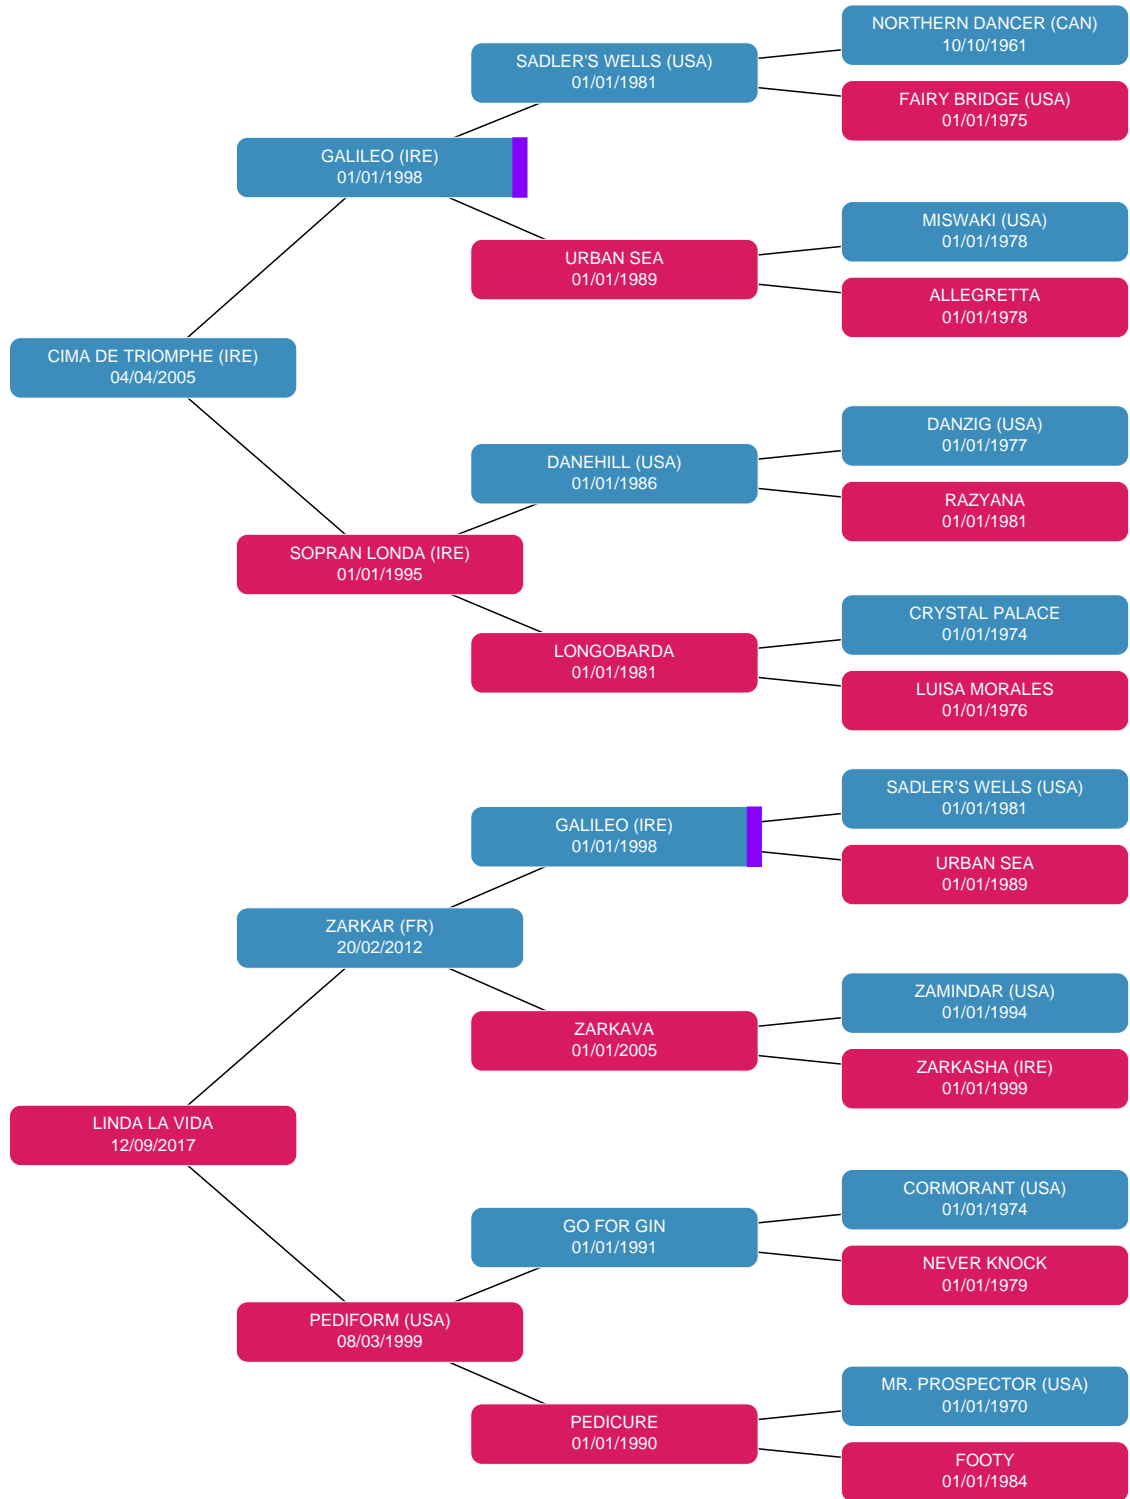 NORTHERN DANCER (CAN)
10/10/1961
SADLER'S WELLS (USA)
01/01/1981
FAIRY BRIDGE (USA)
01/01/1975
GALILEO (IRE)
01/01/1998
MISWAKI (USA)
01/01/1978
URBAN SEA
01/01/1989
ALLEGRETTA
01/01/1978
CIMA DE TRIOMPHE (IRE)
04/04/2005
DANZIG (USA)
01/01/1977
DANEHILL (USA)
01/01/1986
RAZYANA
01/01/1981
SOPRAN LONDA (IRE)
01/01/1995
CRYSTAL PALACE
01/01/1974
LONGOBARDA
01/01/1981
LUISA MORALES
01/01/1976
SADLER'S WELLS (USA)
01/01/1981
GALILEO (IRE)
01/01/1998
URBAN SEA
01/01/1989
ZARKAR (FR)
20/02/2012
ZAMINDAR (USA)
01/01/1994
ZARKAVA
01/01/2005
ZARKASHA (IRE)
01/01/1999
LINDA LA VIDA
12/09/2017
CORMORANT (USA)
01/01/1974
GO FOR GIN
01/01/1991
NEVER KNOCK
01/01/1979
PEDIFORM (USA)
08/03/1999
MR. PROSPECTOR (USA)
01/01/1970
PEDICURE
01/01/1990
FOOTY
01/01/1984